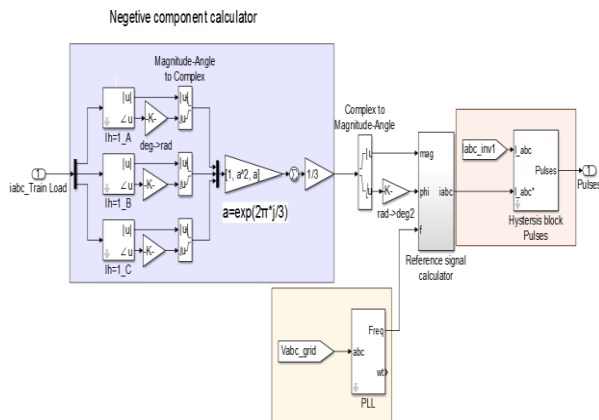 Negetive component calculator
Magnitude-Angle
to Complex
|u|
∠u
-K-
|u|
Ih=1_A
deg->rad
|u|
∠u
-K-
|u|
Ih=1_B
|u|
∠u
-K-
|u|
Ih=1_C
1
iabc_Train Load
[1, a^2, a]
a=exp(2π*j/3)
1/3
Complex to
Magnitude-Angle
|u|
K-
rad->deg2
mag
phi
f
iabc
Reference signal
calculator
iabc_inv1
I_abc
I_abc*
Pulses
Hystersis block
Pulses
1
Pulses
Vabc_grid
abc
Freq
wt
PLL